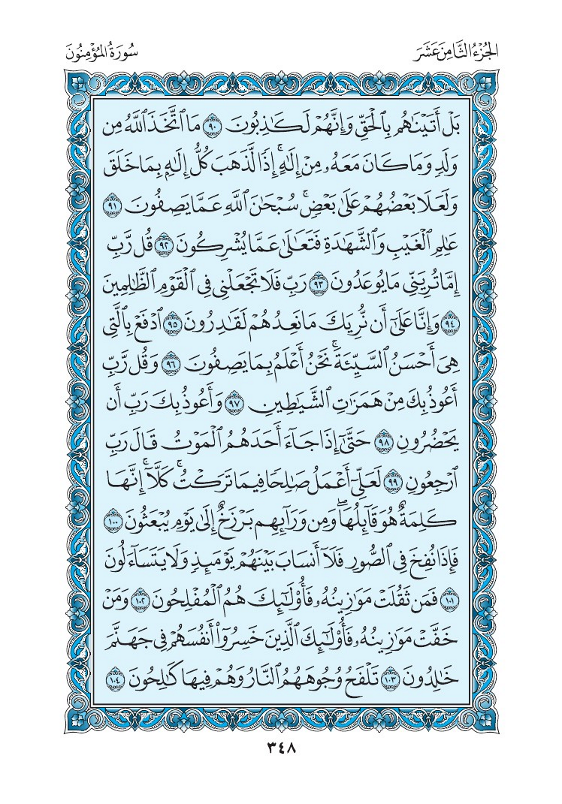 الجُزْءُ الثَّامِنَ عَشَرَ
سُورَةُ المُؤْمِنُونَ
بَلْ أَتَيْنَٰهُم بِٱلْحَقِّ وَإِنَّهُمْ لَكَٰذِبُونَ ٩٠ مَا ٱتَّخَذَ ٱللَّهُ مِن
وَلَدٍ وَمَا كَانَ مَعَهُۥ مِنْ إِلَٰهٍ ۚ إِذًا لَّذَهَبَ كُلُّ إِلَٰهٍۭ بِمَا خَلَقَ
وَلَعَلَا بَعْضُهُمْ عَلَىٰ بَعْضٍ ۚ سُبْحَٰنَ ٱللَّهِ عَمَّا يَصِفُونَ ٩١
عَٰلِمِ ٱلْغَيْبِ وَٱلشَّهَٰدَةِ فَتَعَٰلَىٰ عَمَّا يُشْرِكُونَ ٩٢ قُل رَّبِّ
إِمَّا تُرِيَنِّى مَا يُوعَدُونَ ٩٣ رَبِّ فَلَا تَجْعَلْنِى فِى ٱلْقَوْمِ ٱلظَّٰلِمِينَ
٩٤ وَإِنَّا عَلَىٰٓ أَن نُّرِيَكَ مَا نَعِدُهُمْ لَقَٰدِرُونَ ٩٥ ٱدْفَعْ بِٱلَّتِى
هِىَ أَحْسَنُ ٱلسَّيِّئَةَ ۚ نَحْنُ أَعْلَمُ بِمَا يَصِفُونَ ٩٦ وَقُل رَّبِّ
أَعُوذُ بِكَ مِنْ هَمَزَٰتِ ٱلشَّيَٰطِينِ ٩٧ وَأَعُوذُ بِكَ رَبِّ أَن
يَحْضُرُونِ ٩٨ حَتَّىٰٓ إِذَا جَآءَ أَحَدَهُمُ ٱلْمَوْتُ قَالَ رَبِّ
ٱرْجِعُونِ ٩٩ لَعَلِّىٓ أَعْمَلُ صَٰلِحًا فِيمَا تَرَكْتُ ۚ كَلَّآ ۚ إِنَّهَا
كَلِمَةٌ هُوَ قَآئِلُهَا ۖ وَمِن وَرَآئِهِم بَرْزَخٌ إِلَىٰ يَوْمِ يُبْعَثُونَ ١٠٠
فَإِذَا نُفِخَ فِى ٱلصُّورِ فَلَآ أَنسَابَ بَيْنَهُمْ يَوْمَئِذٍ وَلَا يَتَسَآءَلُونَ
١٠١ فَمَن ثَقُلَتْ مَوَٰزِينُهُۥ فَأُو۟لَٰٓئِكَ هُمُ ٱلْمُفْلِحُونَ ١٠٢ وَمَنْ
خَفَّتْ مَوَٰزِينُهُۥ فَأُو۟لَٰٓئِكَ ٱلَّذِينَ خَسِرُوٓا۟ أَنفُسَهُمْ فِى جَهَنَّمَ
خَٰلِدُونَ ١٠٣ تَلْفَحُ وُجُوهَهُمُ ٱلنَّارُ وَهُمْ فِيهَا كَٰلِحُونَ ١٠٤
٣٤٨